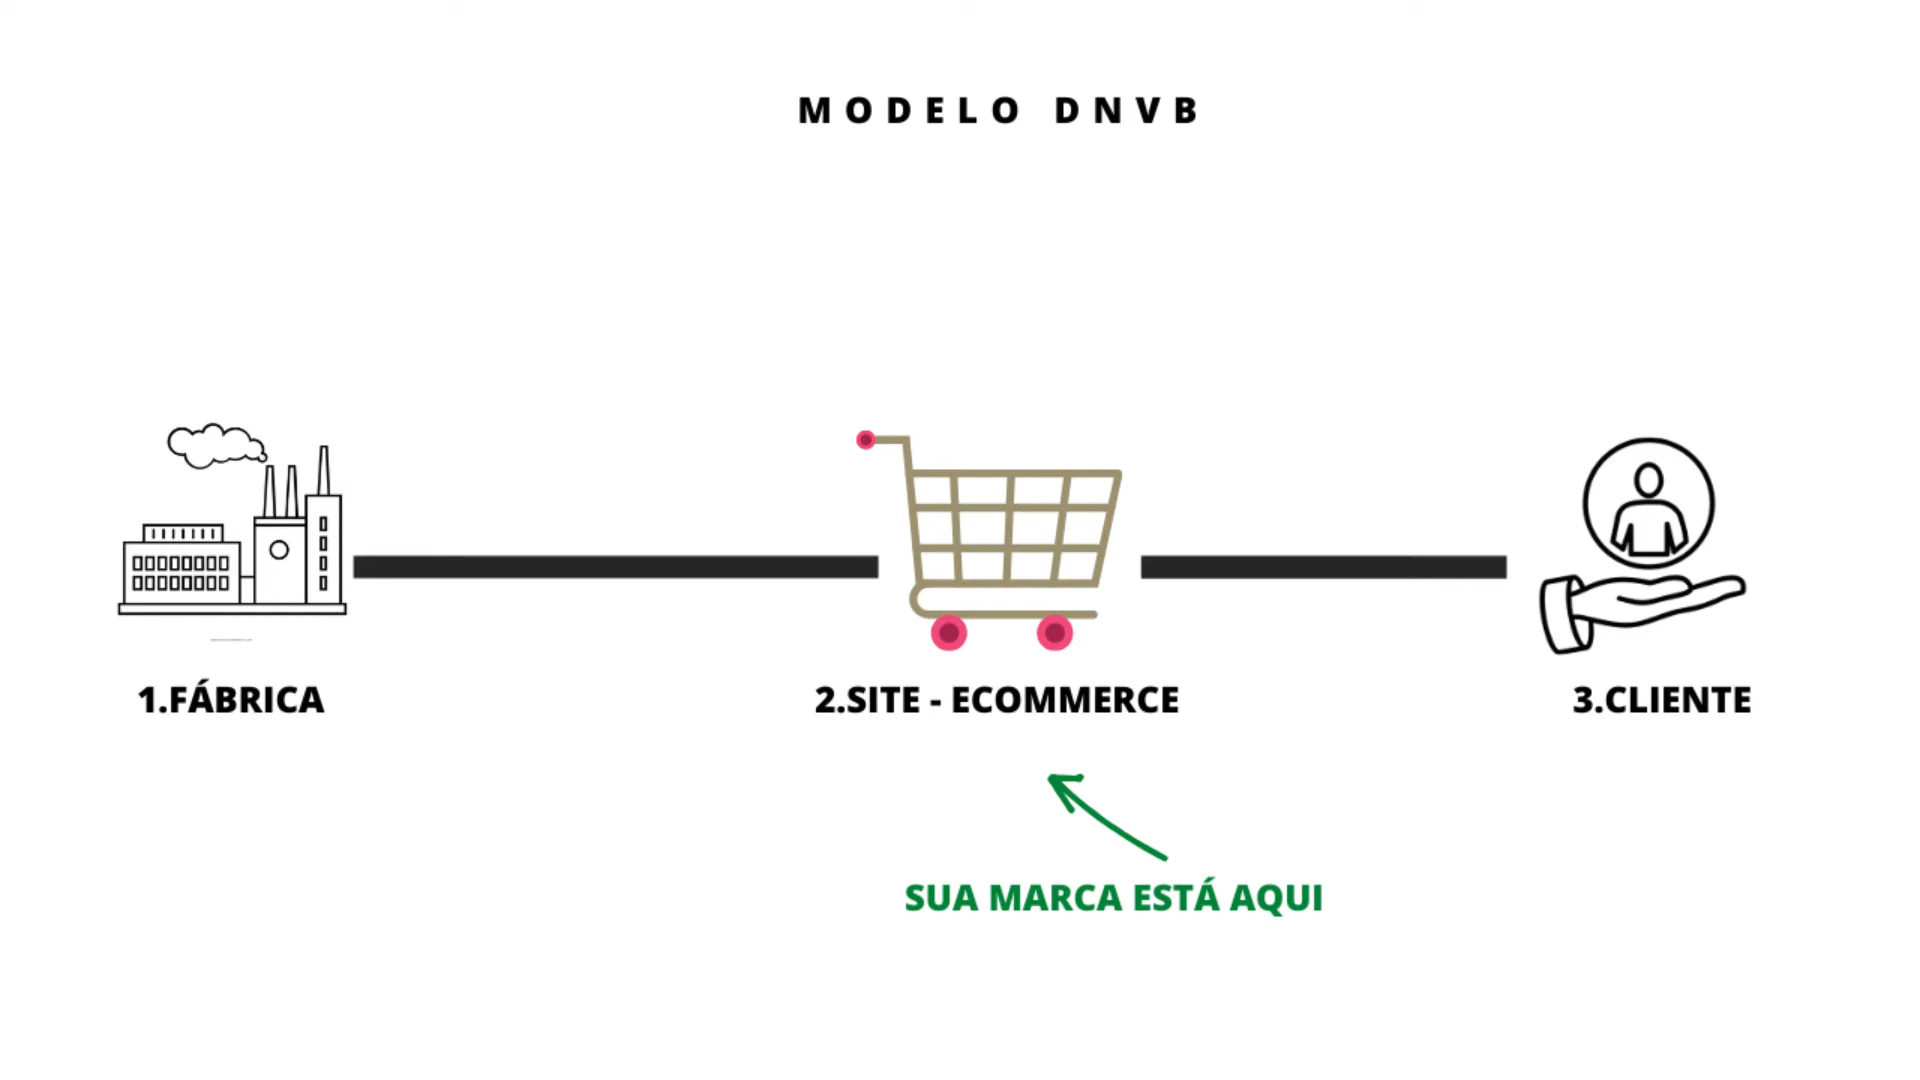 MODELO DNVB
1.FÁBRICA
2.SITE - ECOMMERCE
3.CLIENTE
SUA MARCA ESTÁ AQUI